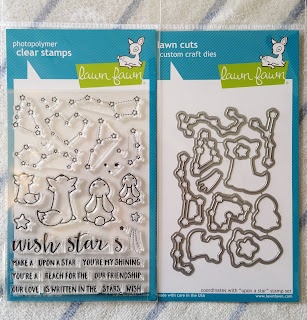 photopolymer
clear stamps
lawn fawn
wish star s
MAKE A UPON A STAR YOU'RE MY SHINING
YOU'RE A REACH FOR THE OUR FRIENDSHIP
OUR LOVE IS WRITTEN IN THE STARS. WISH
lawn cuts
custom craft dies
lawn fawn
coordinates with "upon a star" stamp set
made with care in the USA
www.lawnfawn.com